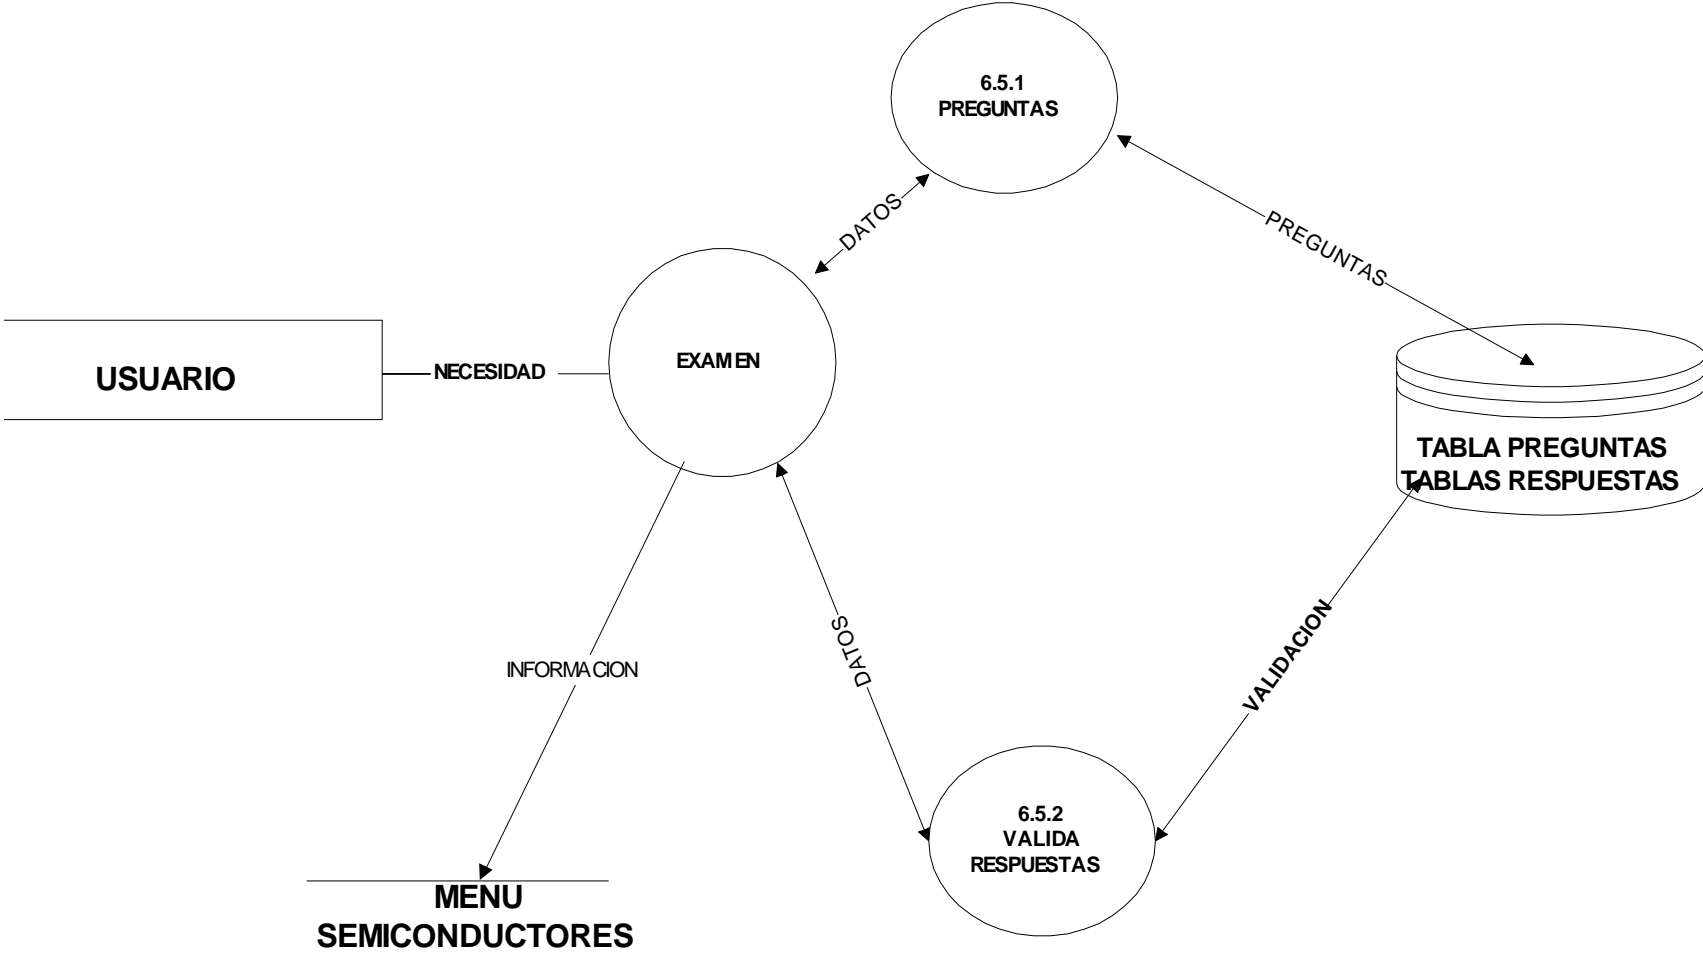 6.5.1
PREGUNTAS
DATOS
PREGUNTAS
USUARIO
NECESIDAD
EXAMEN
TABLA PREGUNTAS
TABLAS RESPUESTAS
INFORMACION
DATOS
VALIDACION
6.5.2
VALIDA
RESPUESTAS
MENU
SEMICONDUCTORES